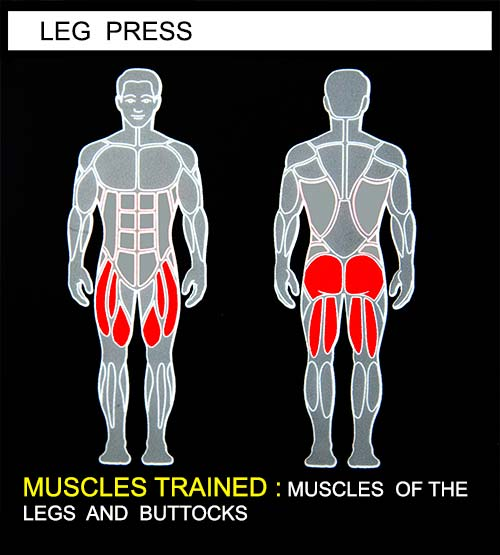 LEG PRESS
MUSCLES TRAINED : MUSCLES OF THE
LEGS AND BUTTOCKS